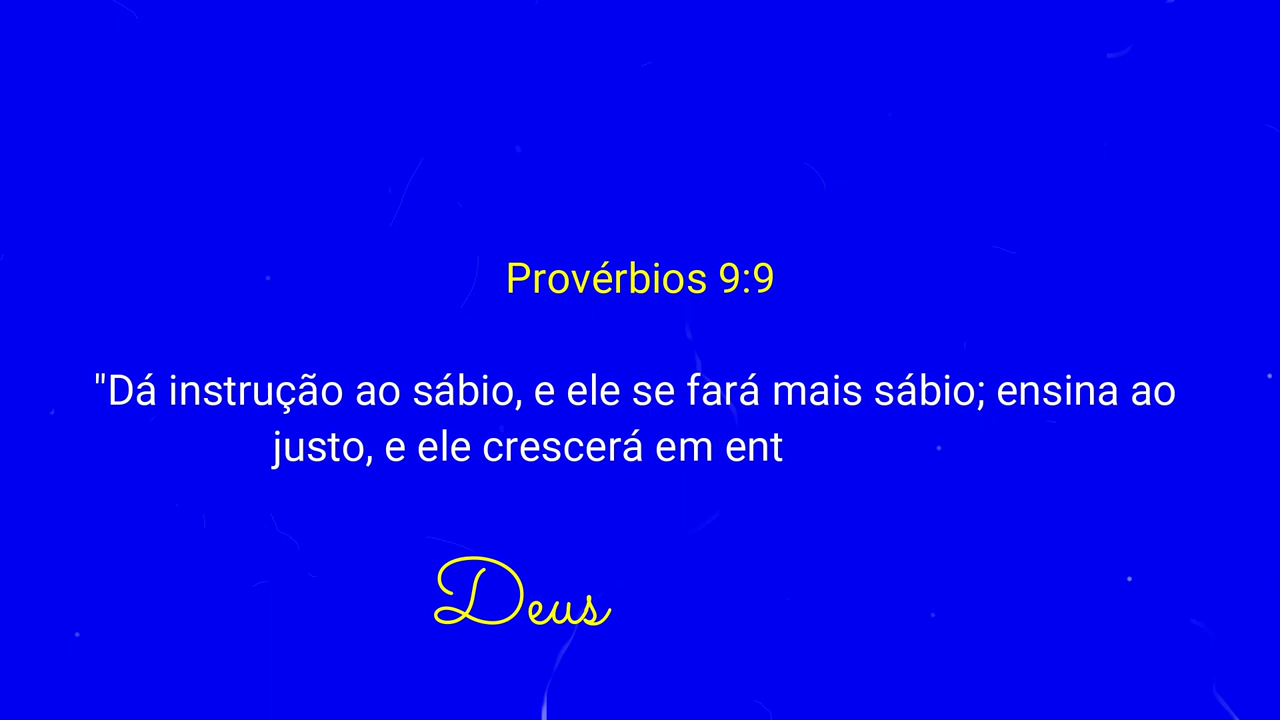 Provérbios 9:9
"Dá instrução ao sábio, e ele se fará mais sábio; ensina ao
justo, e ele crescerá em ent
Deus